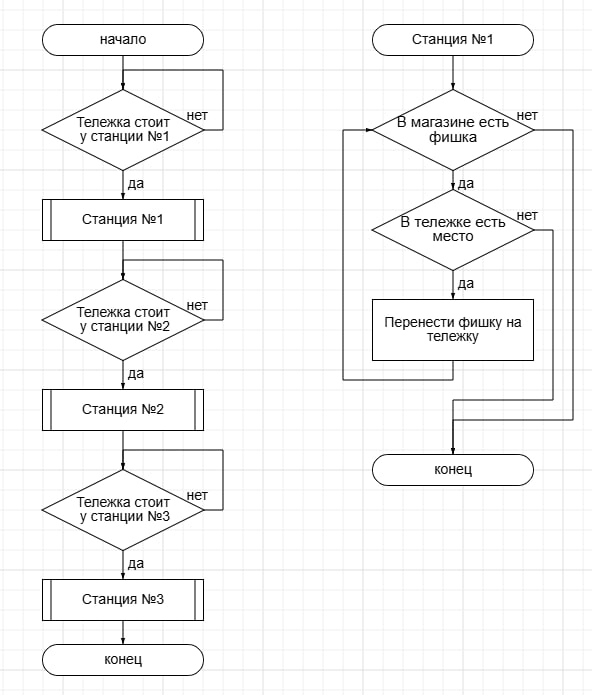 начало
Тележка стоит
у станции №1
нет
да
Станция №1
Тележка стоит
у станции №2
нет
да
Станция №2
Тележка стоит
у станции №3
нет
да
Станция №3
конец
Станция №1
В магазине есть
фишка
нет
да
В тележке есть
место
нет
да
Перенести фишку на
тележку
конец